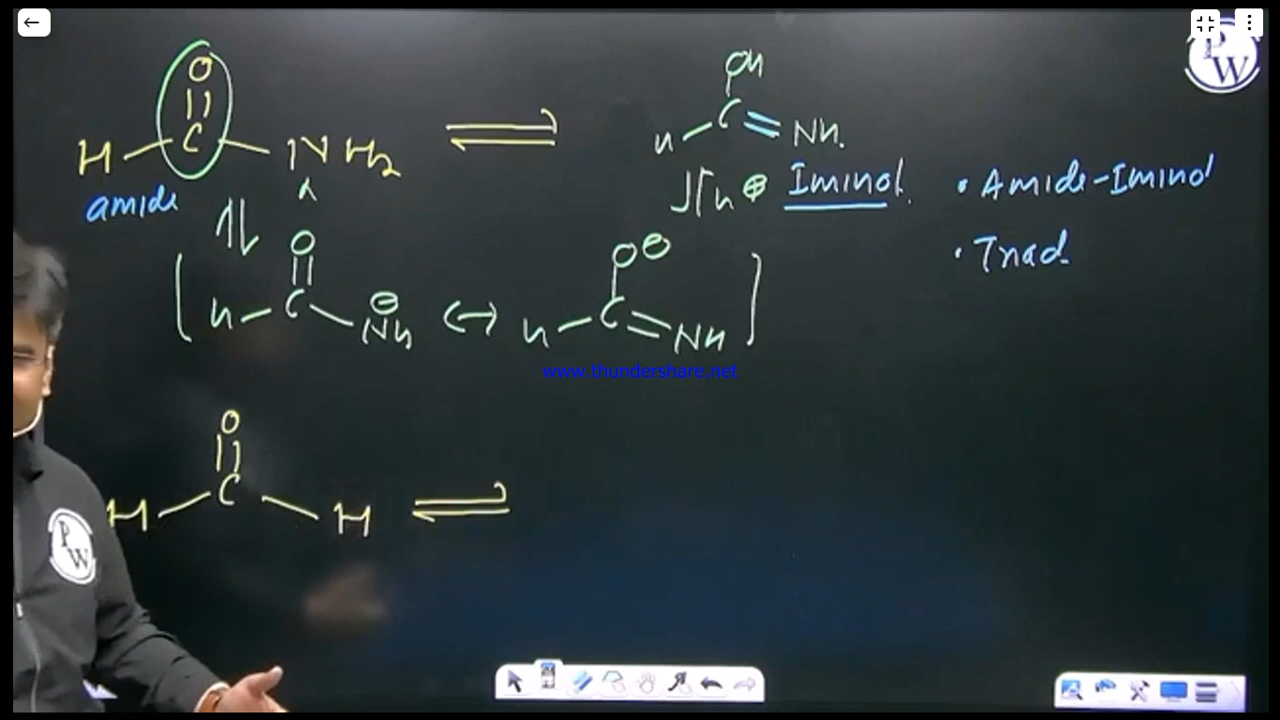 P W
O
OH
H C NH2
H C NH.
amide
H ⊕ Iminol.
• Amide-Iminol
• Triad
O
O⊖
[ H C ⊖NH ↔ H C NH ]
www.thundershare.net
O
H C H
P W